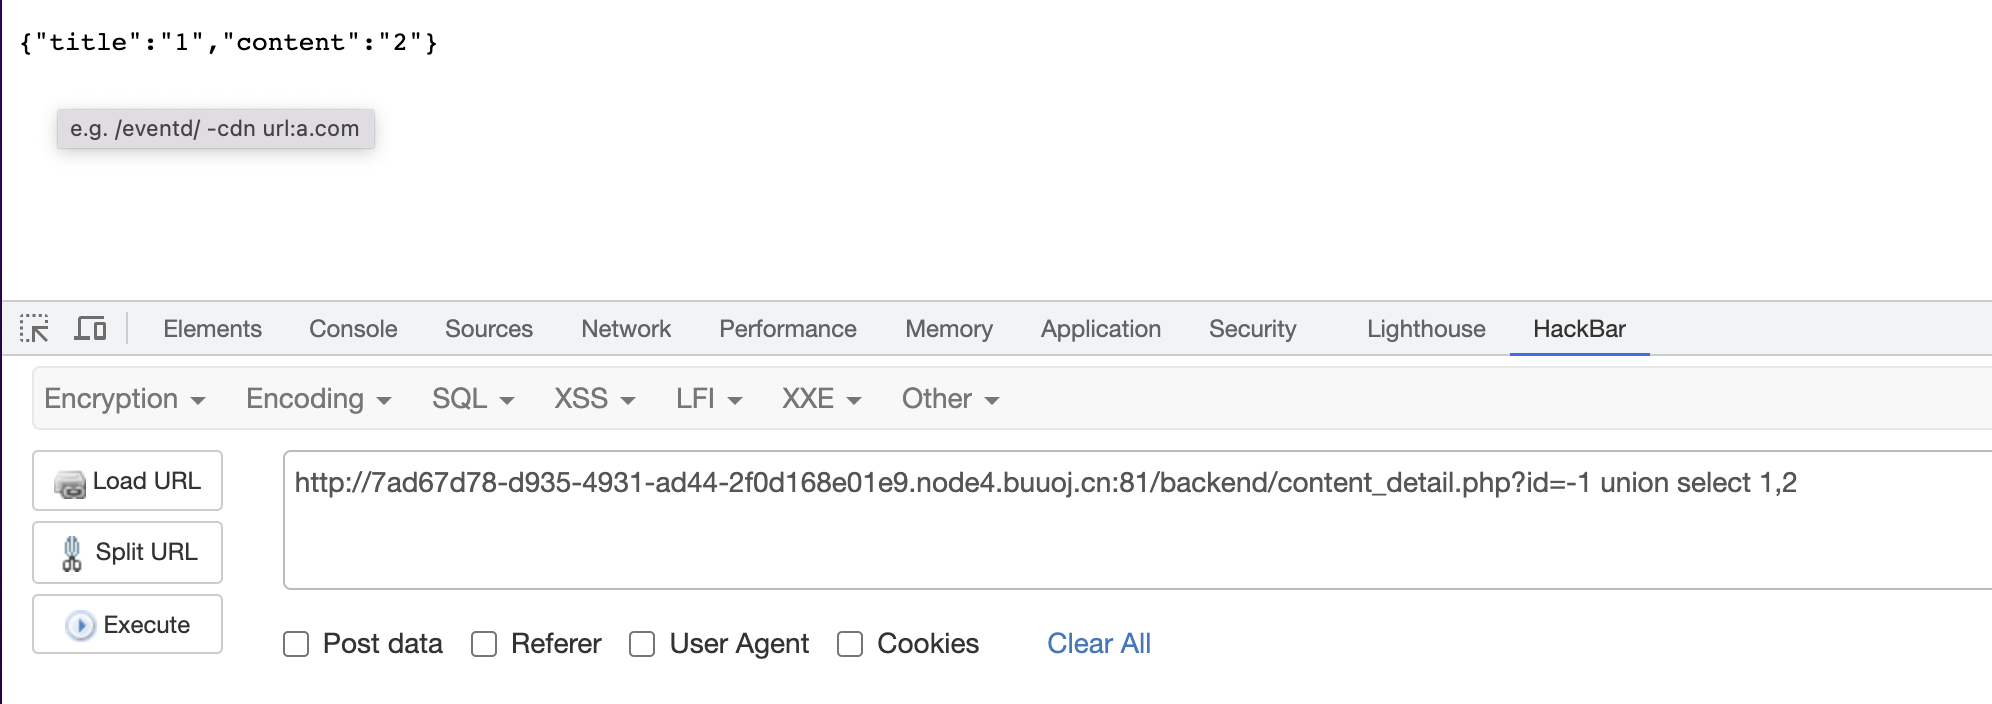 {"title":"1","content":"2"}
e.g. /eventd/ -cdn url:a.com
Elements Console Sources Network Performance Memory Application Security Lighthouse HackBar
Encryption Encoding SQL XSS LFI XXE Other
Load URL
http://7ad67d78-d935-4931-ad44-2f0d168e01e9.node4.buuoj.cn:81/backend/content_detail.php?id=-1 union select 1,2
Split URL
Execute
Post data Referer User Agent Cookies Clear All